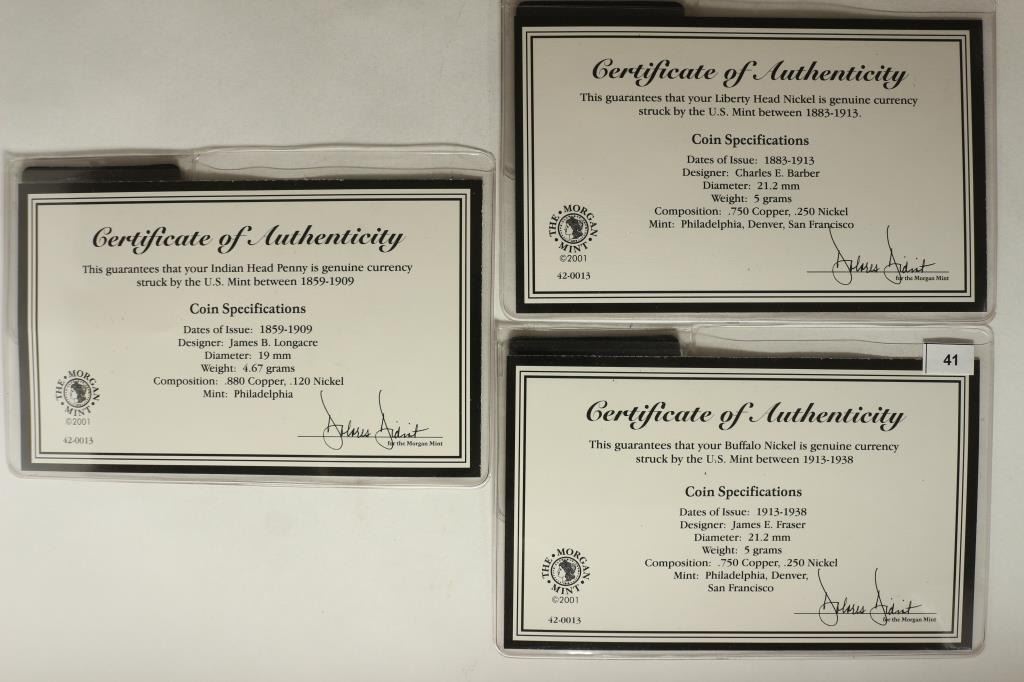 Certificate of Authenticity
This guarantees that your Indian Head Penny is genuine currency
struck by the U.S. Mint between 1859-1909
Coin Specifications
Dates of Issue: 1859-1909
Designer: James B. Longacre
Diameter: 19 mm
Weight: 4.67 grams
Composition: .880 Copper, .120 Nickel
Mint: Philadelphia
THE • MORGAN • MINT •
©2001
42-0013
for the Morgan Mint
Certificate of Authenticity
This guarantees that your Liberty Head Nickel is genuine currency
struck by the U.S. Mint between 1883-1913.
Coin Specifications
Dates of Issue: 1883-1913
Designer: Charles E. Barber
Diameter: 21.2 mm
Weight: 5 grams
Composition: .750 Copper, .250 Nickel
Mint: Philadelphia, Denver, San Francisco
THE • MORGAN • MINT •
©2001
42-0013
for the Morgan Mint
41
Certificate of Authenticity
This guarantees that your Buffalo Nickel is genuine currency
struck by the U.S. Mint between 1913-1938
Coin Specifications
Dates of Issue: 1913-1938
Designer: James E. Fraser
Diameter: 21.2 mm
Weight: 5 grams
Composition: .750 Copper, .250 Nickel
Mint: Philadelphia, Denver,
San Francisco
THE • MORGAN • MINT •
©2001
42-0013
for the Morgan Mint